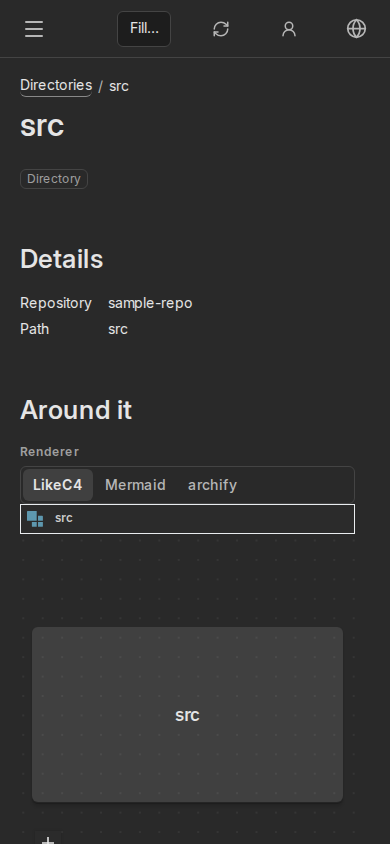 Fill...
Directories / src
src
Directory
Details
Repository sample-repo
Path src
Around it
Renderer
LikeC4 Mermaid archify
src
src